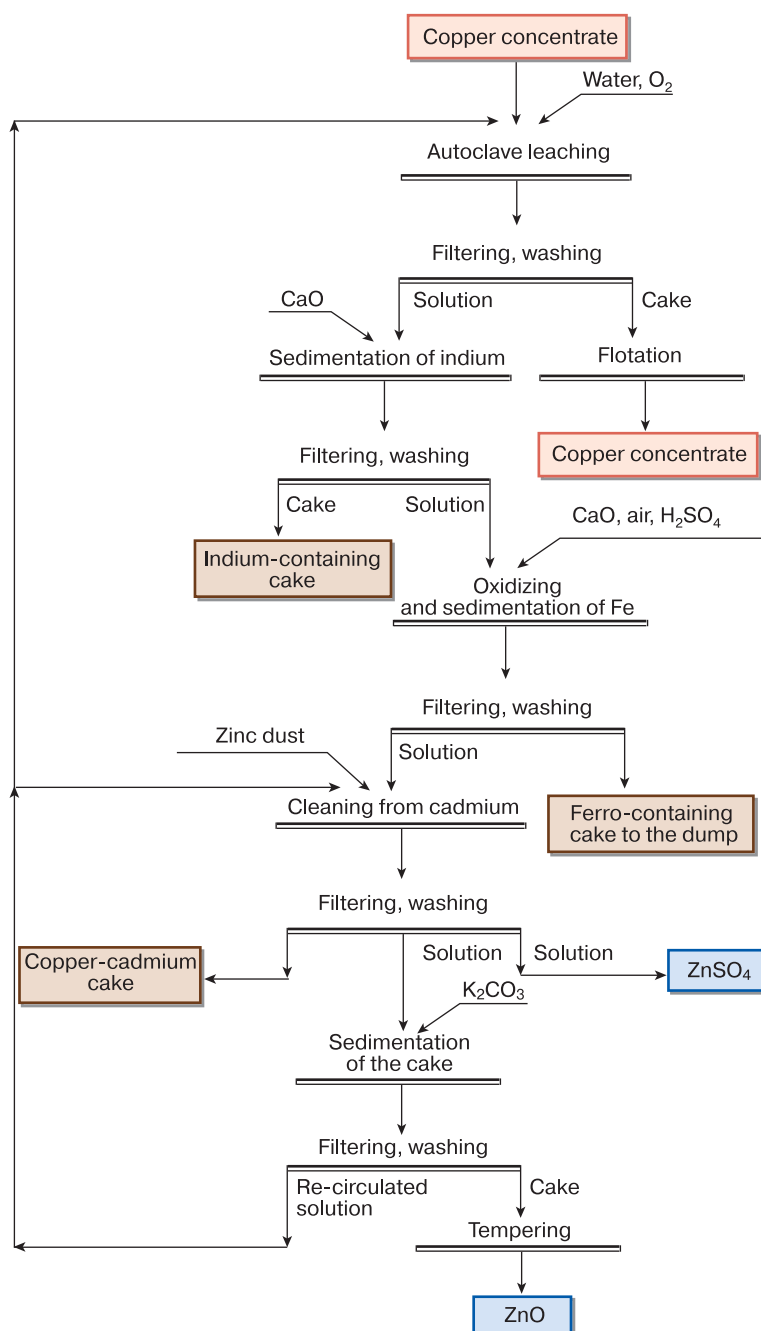 Copper concentrate
Water, O₂
Autoclave leaching
Filtering, washing
Solution
Cake
CaO
Sedimentation of indium
Flotation
Filtering, washing
Copper concentrate
Cake
Solution
CaO, air, H₂SO₄
Indium-containing
cake
Oxidizing
and sedimentation of Fe
Filtering, washing
Zinc dust
Solution
Cleaning from cadmium
Ferro-containing
cake to the dump
Filtering, washing
Solution
Solution
Copper-cadmium
cake
ZnSO₄
K₂CO₃
Sedimentation
of the cake
Filtering, washing
Re-circulated
solution
Cake
Tempering
ZnO